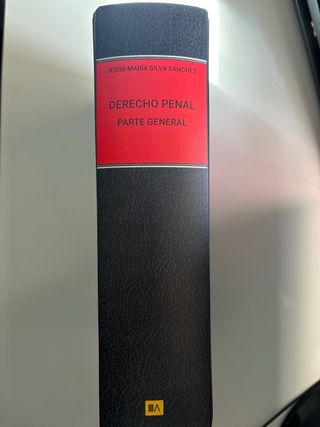 JESÚS-MARÍA SILVA SÁNCHEZ
DERECHO PENAL
PARTE GENERAL